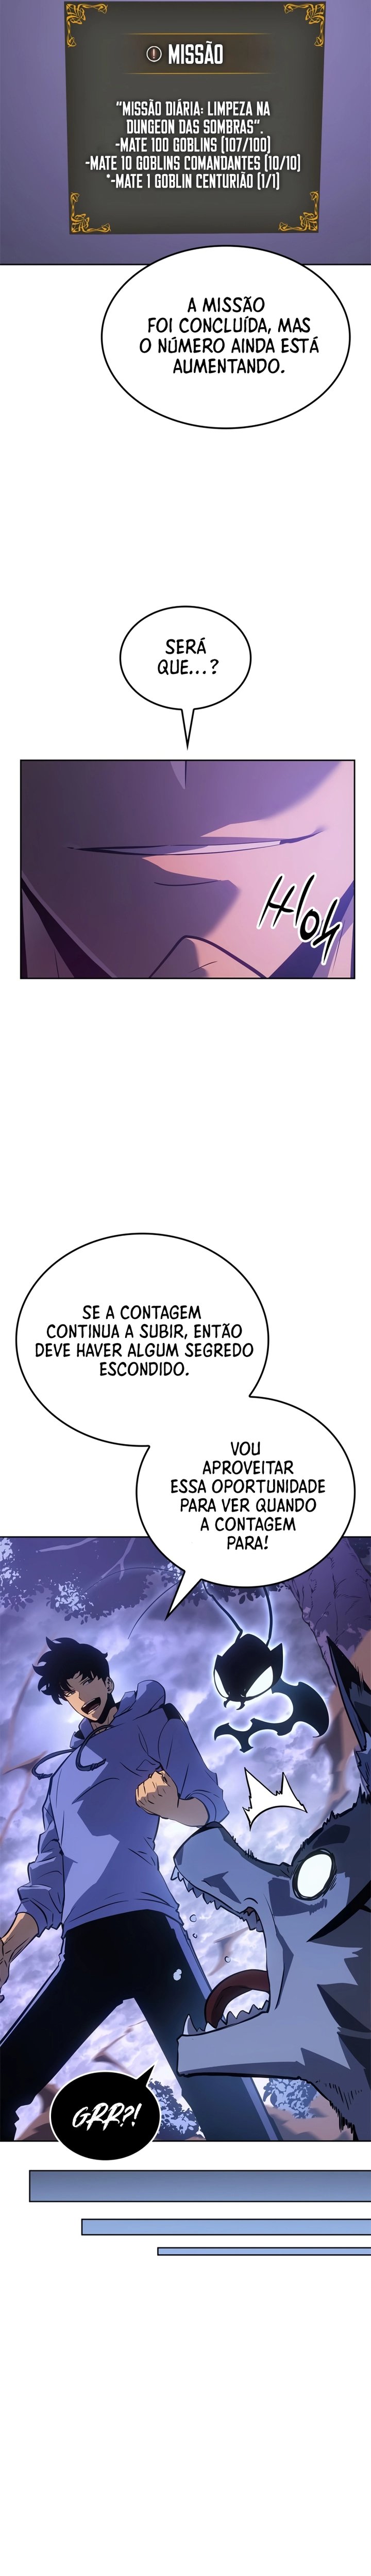 MISSÃO
"MISSÃO DIÁRIA: LIMPEZA NA
DUNGEON DAS SOMBRAS".
-MATE 100 GOBLINS (107/100)
-MATE 10 GOBLINS COMANDANTES (10/10)
*-MATE 1 GOBLIN CENTURIÃO (1/1)
A MISSÃO
FOI CONCLUÍDA, MAS
O NÚMERO AINDA ESTÁ
AUMENTANDO.
SERÁ
QUE...?
SE A CONTAGEM
CONTINUA A SUBIR, ENTÃO
DEVE HAVER ALGUM SEGREDO
ESCONDIDO.
VOU
APROVEITAR
ESSA OPORTUNIDADE
PARA VER QUANDO
A CONTAGEM
PARA!
GRR?!